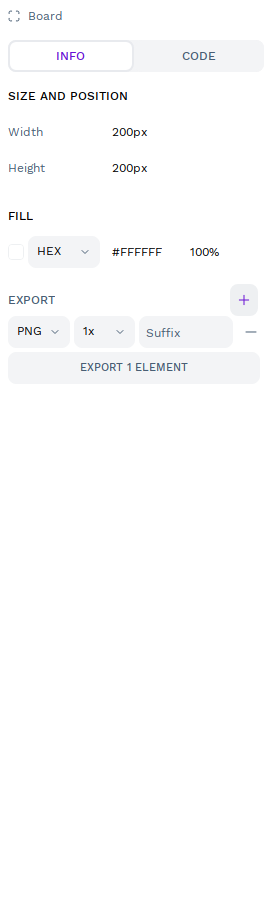 Board
INFO CODE
SIZE AND POSITION
Width 200px
Height 200px
FILL
HEX #FFFFFF 100%
EXPORT
PNG 1x Suffix
EXPORT 1 ELEMENT